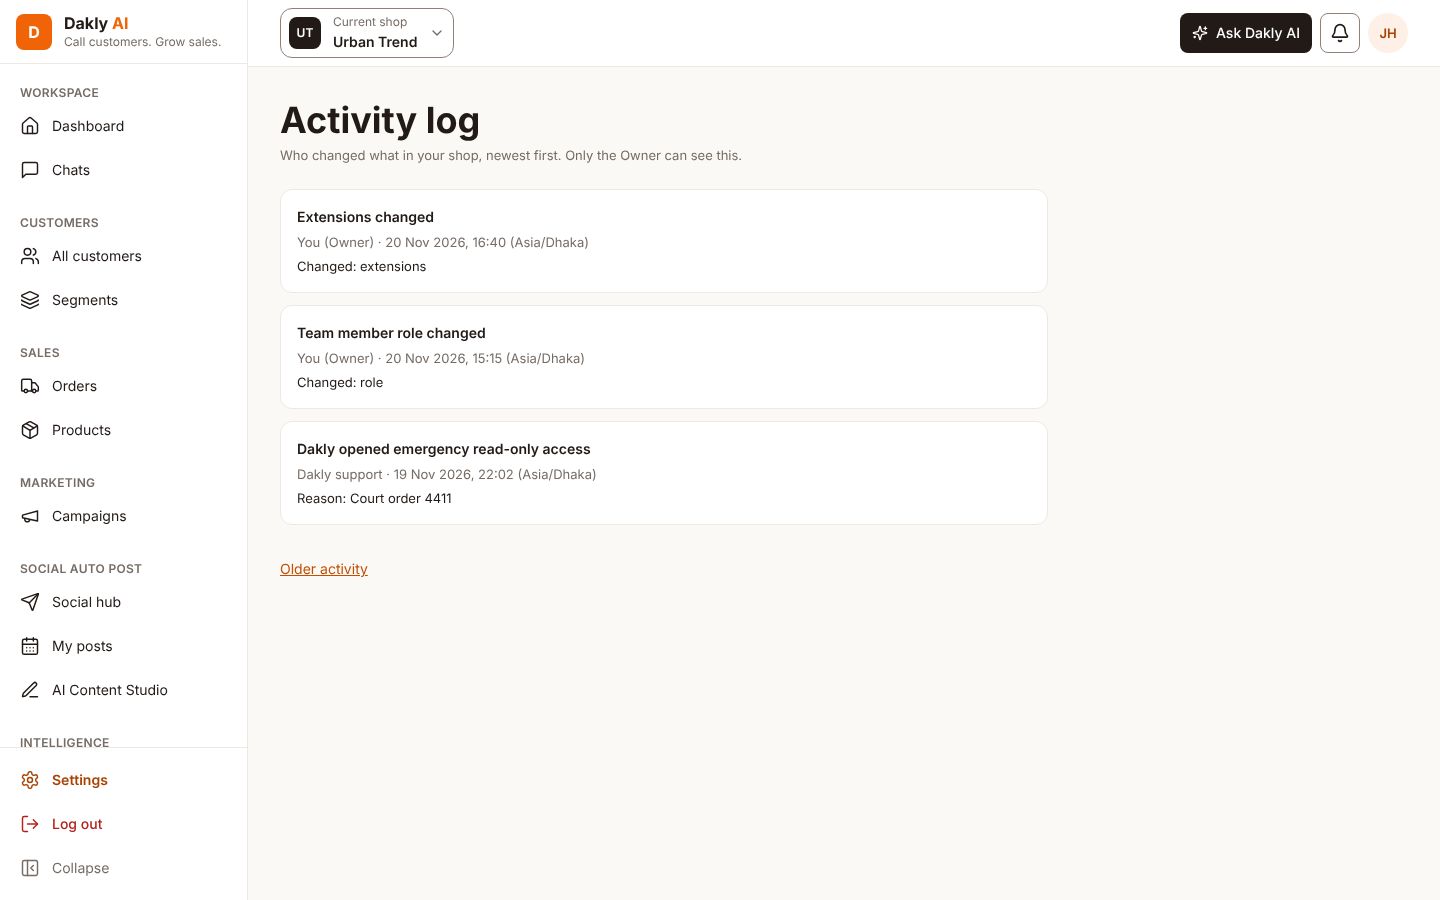 D
Dakly AI
Call customers. Grow sales.
WORKSPACE
Dashboard
Chats
CUSTOMERS
All customers
Segments
SALES
Orders
Products
MARKETING
Campaigns
SOCIAL AUTO POST
Social hub
My posts
AI Content Studio
INTELLIGENCE
Settings
Log out
Collapse
UT
Current shop
Urban Trend
Ask Dakly AI
JH
Activity log
Who changed what in your shop, newest first. Only the Owner can see this.
Extensions changed
You (Owner) · 20 Nov 2026, 16:40 (Asia/Dhaka)
Changed: extensions
Team member role changed
You (Owner) · 20 Nov 2026, 15:15 (Asia/Dhaka)
Changed: role
Dakly opened emergency read-only access
Dakly support · 19 Nov 2026, 22:02 (Asia/Dhaka)
Reason: Court order 4411
Older activity